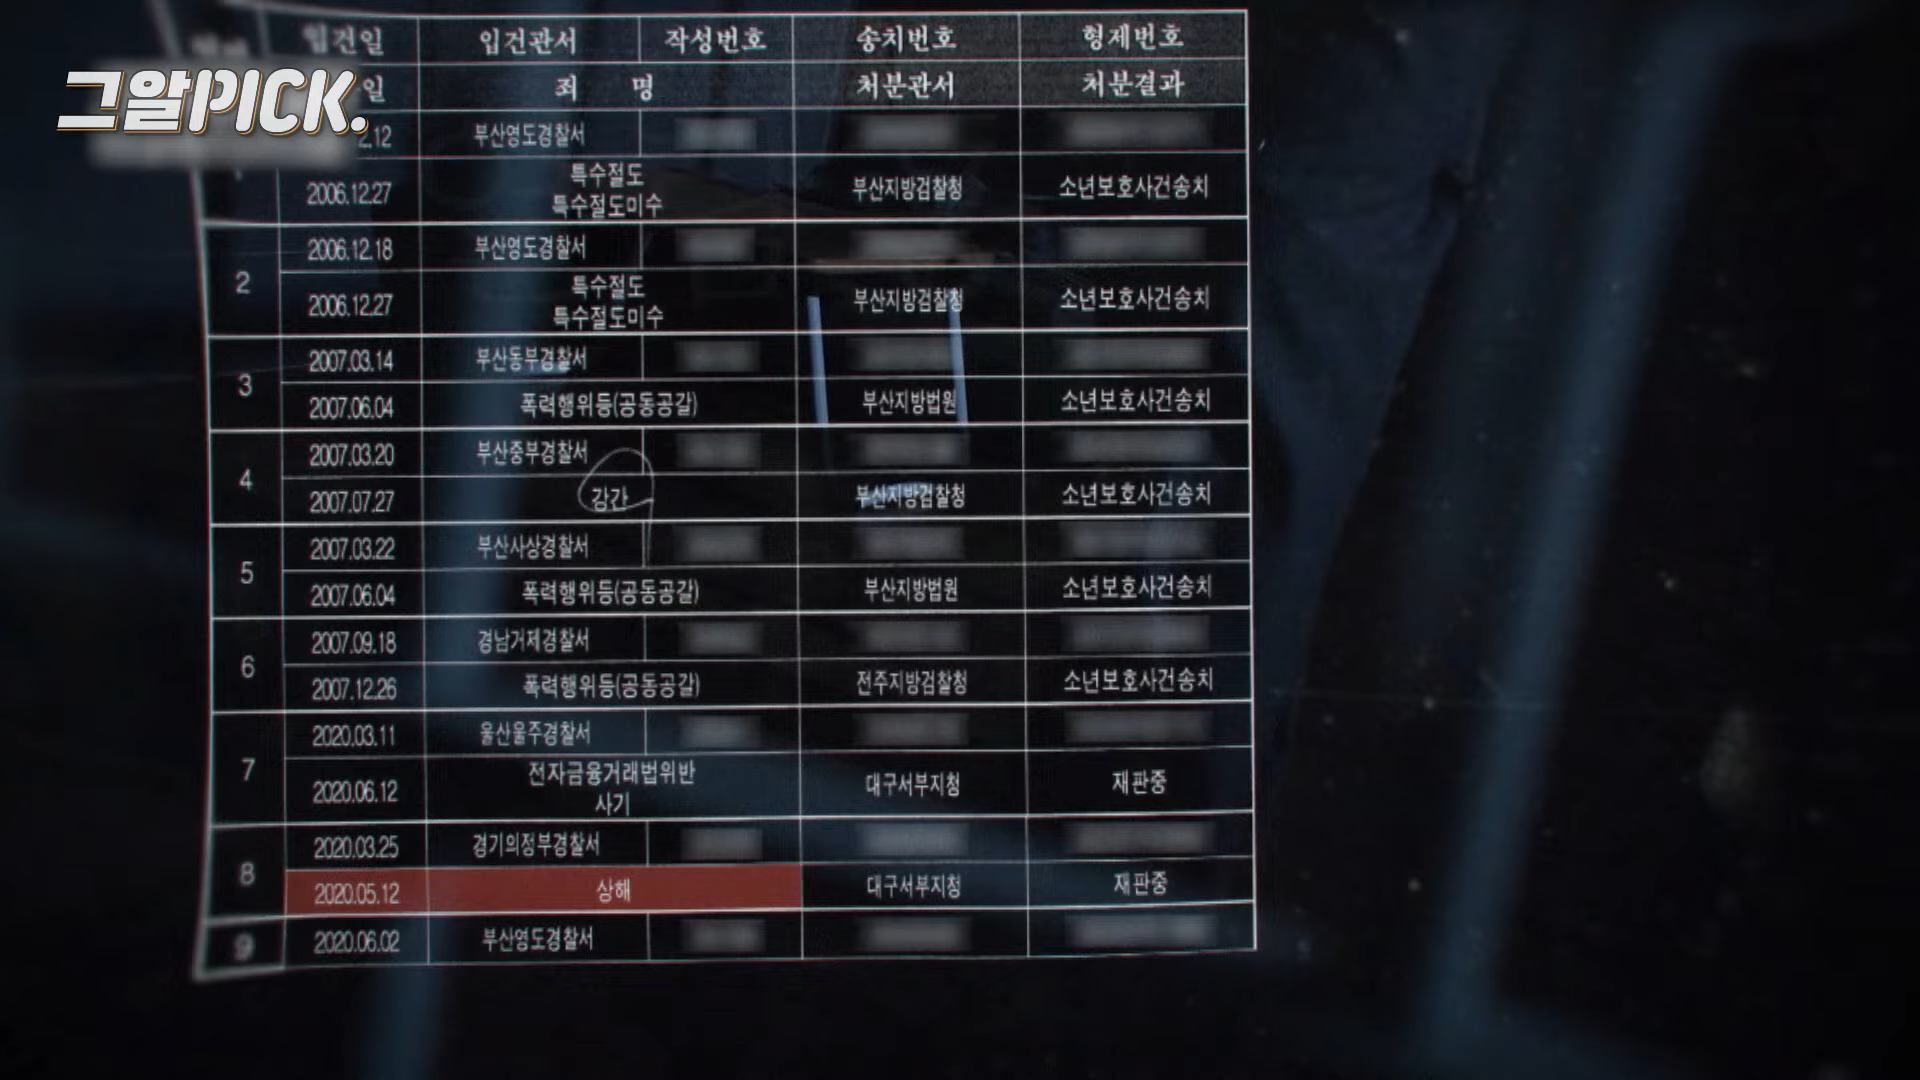 그알PICK.
입건일 입건관서 작성번호 송치번호 형제번호
일 죄 명 처분관서 처분결과
2.12 부산영도경찰서
1 2006.12.27 특수절도 부산지방검찰청 소년보호사건송치
특수절도미수
2 2006.12.18 부산영도경찰서
2006.12.27 특수절도 부산지방검찰청 소년보호사건송치
특수절도미수
3 2007.03.14 부산동부경찰서
2007.06.04 폭력행위등(공동공갈) 부산지방법원 소년보호사건송치
4 2007.03.20 부산중부경찰서
2007.07.27 강간 부산지방검찰청 소년보호사건송치
5 2007.03.22 부산사상경찰서
2007.06.04 폭력행위등(공동공갈) 부산지방법원 소년보호사건송치
6 2007.09.18 경남거제경찰서
2007.12.26 폭력행위등(공동공갈) 전주지방검찰청 소년보호사건송치
7 2020.03.11 울산울주경찰서
2020.06.12 전자금융거래법위반 대구서부지청 재판중
사기
8 2020.03.25 경기의정부경찰서
2020.05.12 상해 대구서부지청 재판중
9 2020.06.02 부산영도경찰서